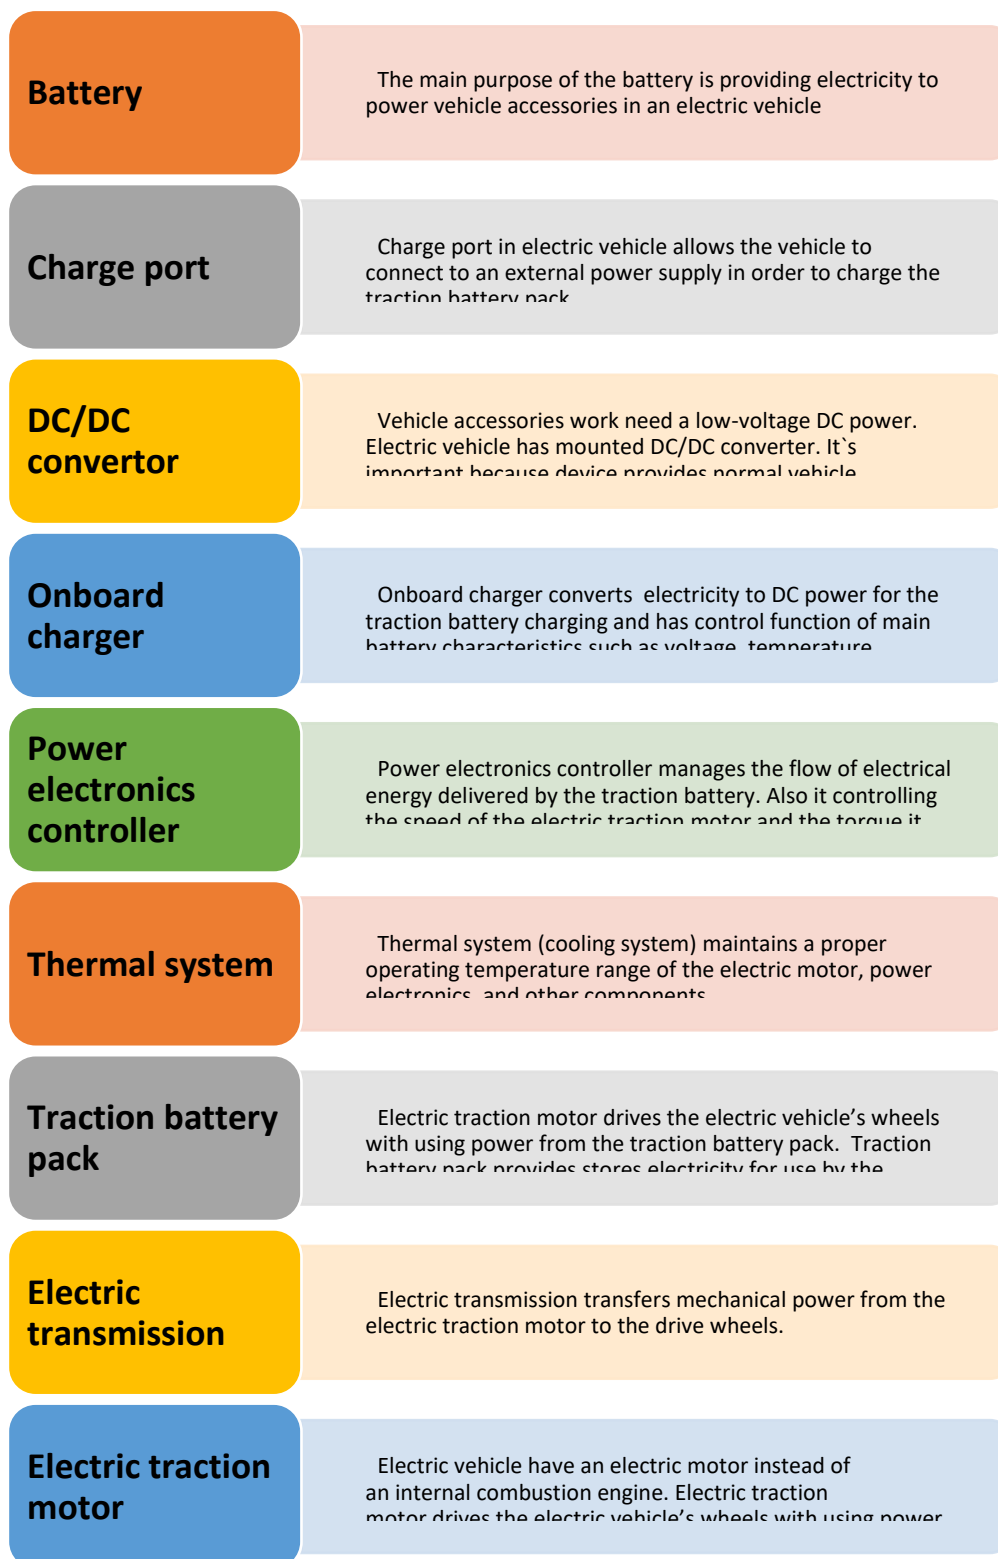 Battery
The main purpose of the battery is providing electricity to
power vehicle accessories in an electric vehicle
Charge port
Charge port in electric vehicle allows the vehicle to
connect to an external power supply in order to charge the
traction battery pack
DC/DC
convertor
Vehicle accessories work need a low-voltage DC power.
Electric vehicle has mounted DC/DC converter. It`s
important because device provides normal vehicle
Onboard
charger
Onboard charger converts electricity to DC power for the
traction battery charging and has control function of main
battery characteristics such as voltage, temperature
Power
electronics
controller
Power electronics controller manages the flow of electrical
energy delivered by the traction battery. Also it controlling
the speed of the electric traction motor and the torque it
Thermal system
Thermal system (cooling system) maintains a proper
operating temperature range of the electric motor, power
electronics, and other components
Traction battery
pack
Electric traction motor drives the electric vehicle’s wheels
with using power from the traction battery pack. Traction
battery pack provides stores electricity for use by the
Electric
transmission
Electric transmission transfers mechanical power from the
electric traction motor to the drive wheels.
Electric traction
motor
Electric vehicle have an electric motor instead of
an internal combustion engine. Electric traction
motor drives the electric vehicle’s wheels with using power